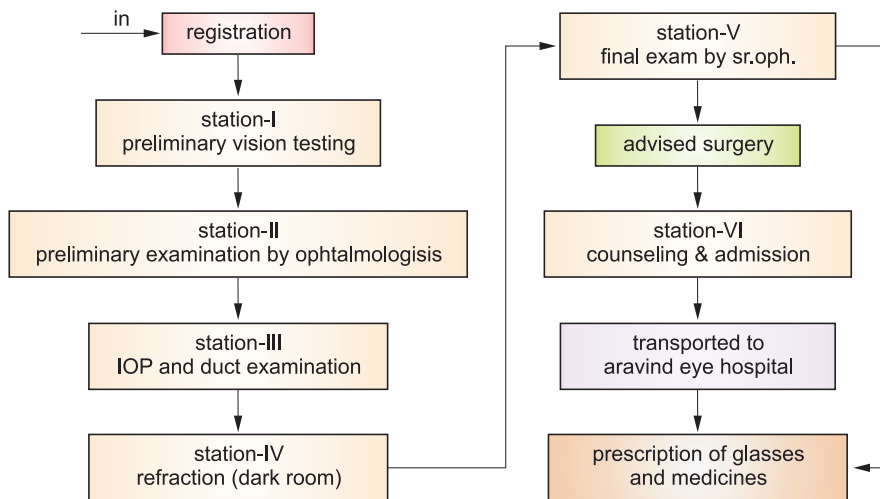 in
registration
station-I
preliminary vision testing
station-II
preliminary examination by ophtalmologisis
station-III
IOP and duct examination
station-IV
refraction (dark room)
station-V
final exam by sr.oph.
advised surgery
station-VI
counseling & admission
transported to
aravind eye hospital
prescription of glasses
and medicines